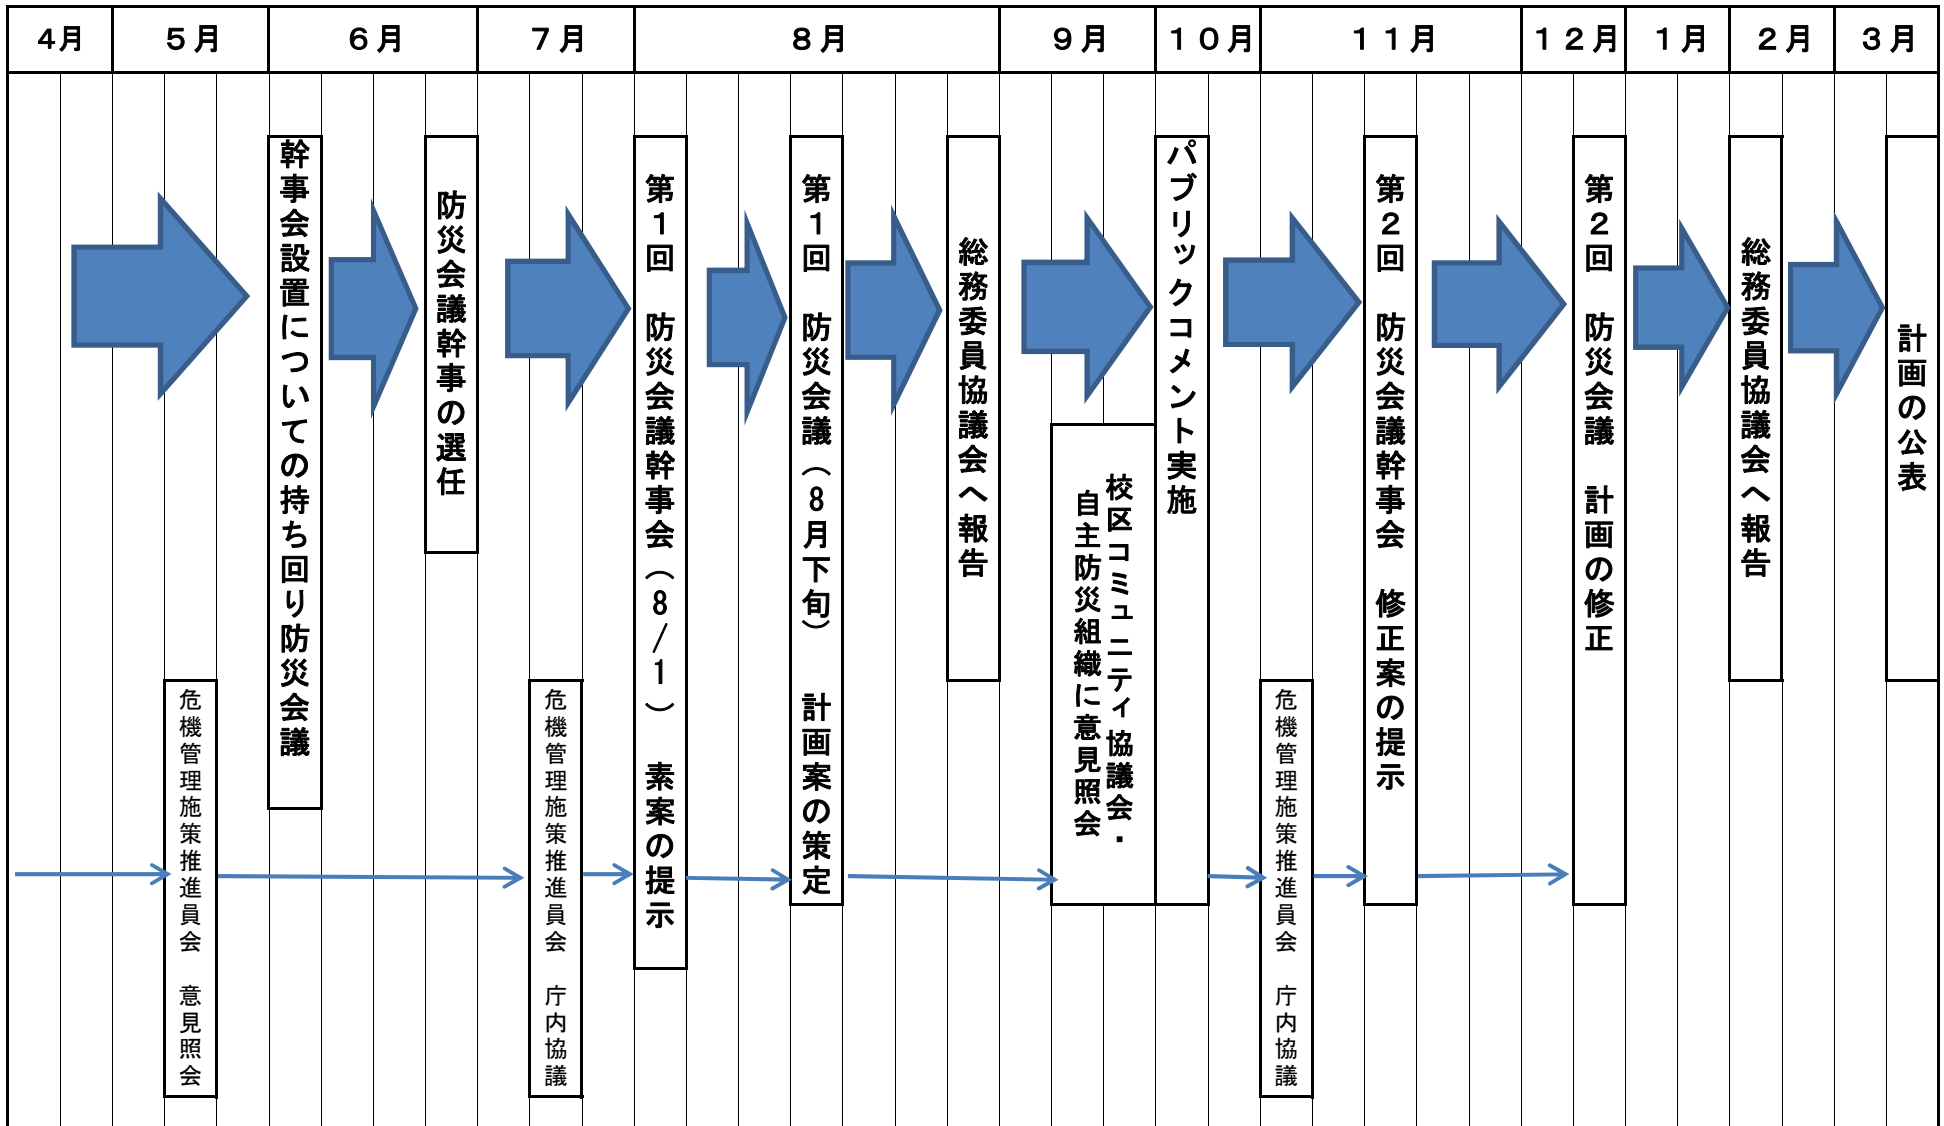 ４月
５月
６月
７月
８月
９月
１０月
１１月
１２月
１月
２月
３月
危機管理施策推進員会　意見照会
幹事会設置についての持ち回り防災会議
防災会議幹事の選任
危機管理施策推進員会　庁内協議
第１回　防災会議幹事会（８/１）　素案の提示
第１回　防災会議（８月下旬）　計画案の策定
総務委員協議会へ報告
校区コミュニティ協議会・
自主防災組織に意見照会
パブリックコメント実施
危機管理施策推進員会　庁内協議
第２回　防災会議幹事会　修正案の提示
第２回　防災会議　計画の修正
総務委員協議会へ報告
計画の公表